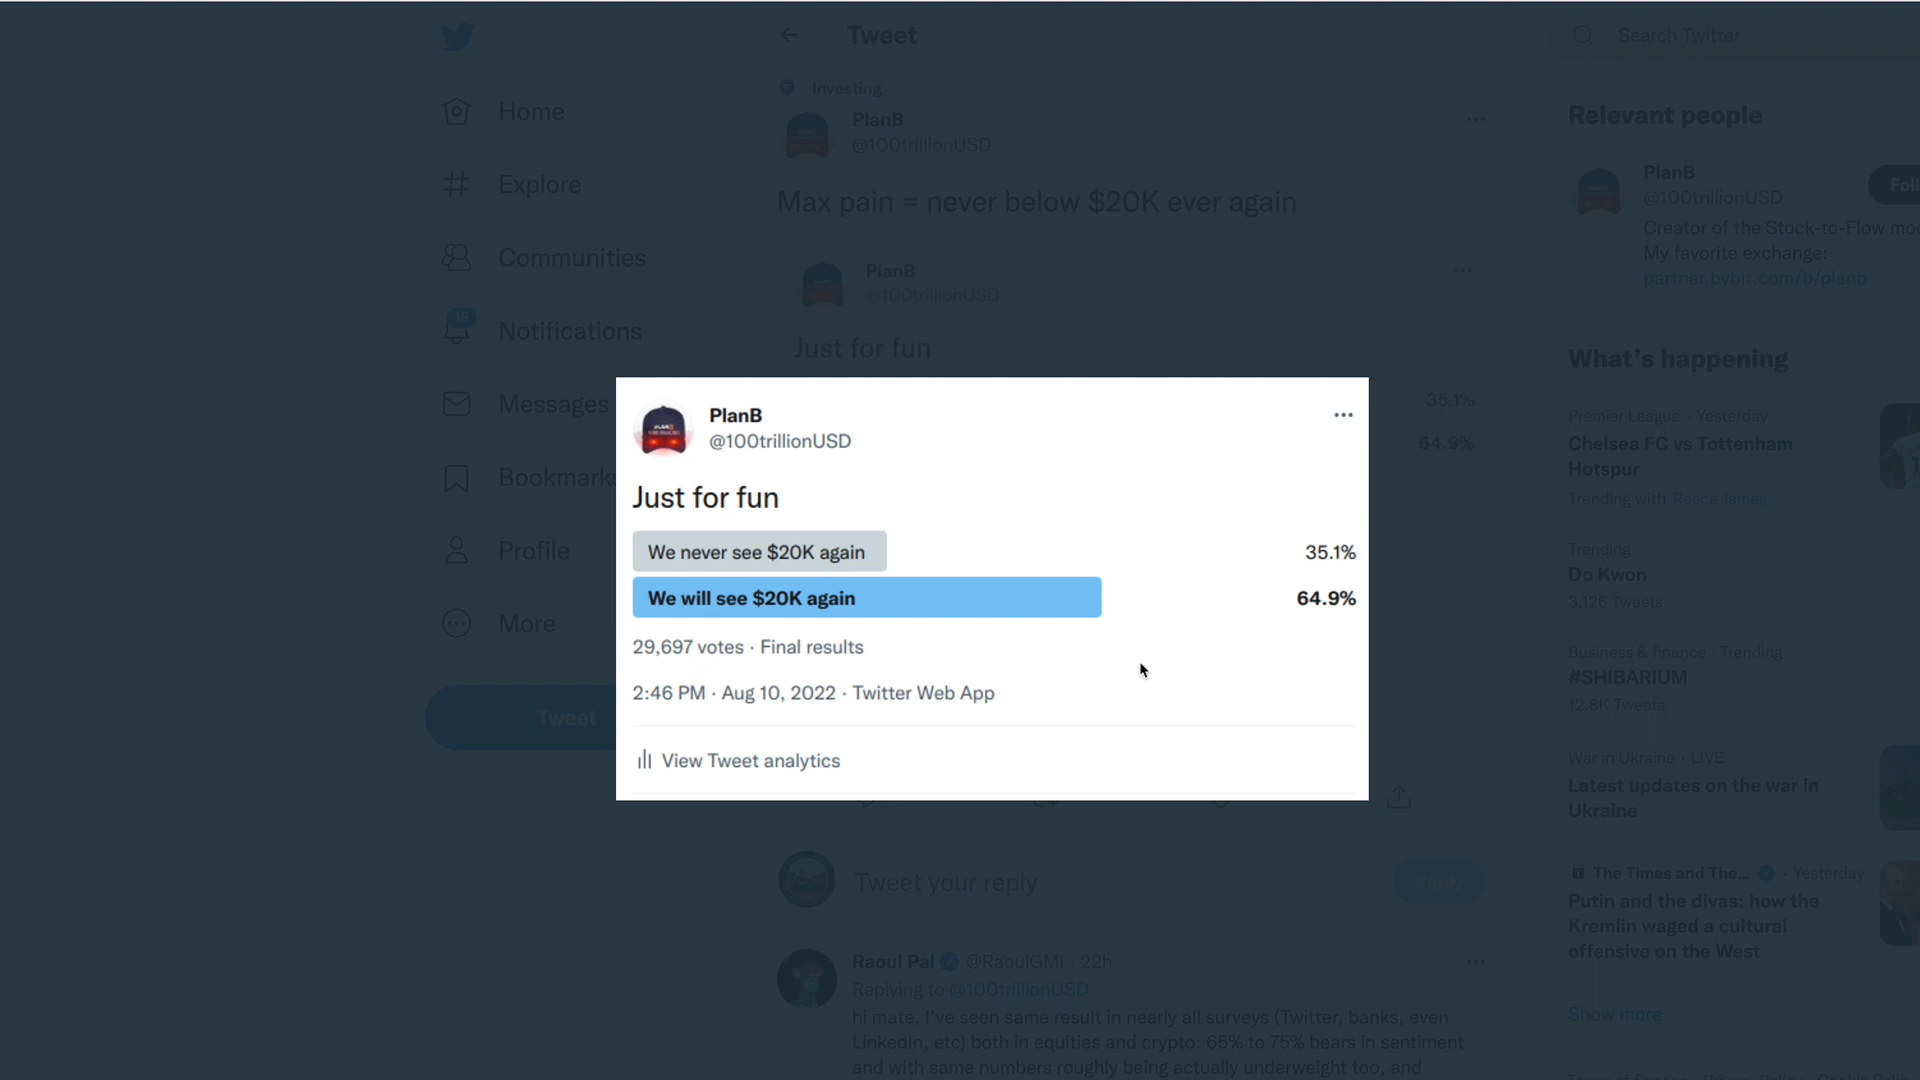 Tweet
Search Twitter
Home
Explore
Communities
19
Notifications
Messages
Bookmarks
Profile
More
Tweet
Investing
PlanB
@100trillionUSD
Max pain = never below $20K ever again
PlanB
@100trillionUSD
Just for fun
35.1%
64.9%
PlanB
@100trillionUSD
Just for fun
We never see $20K again 35.1%
We will see $20K again 64.9%
29,697 votes · Final results
2:46 PM · Aug 10, 2022 · Twitter Web App
View Tweet analytics
Tweet your reply
Reply
Raoul Pal @RaoulGMI · 22h
Replying to @100trillionUSD
hi mate, I've seen same result in nearly all surveys (Twitter, banks, even
LinkedIn, etc) both in equities and crypto: 65% to 75% bears in sentiment
and with same numbers roughly being actually underweight too, and
Relevant people
PlanB
@100trillionUSD
Foll
Creator of the Stock-to-Flow mod
My favorite exchange:
partner.bybit.com/b/planb
What's happening
Premier League · Yesterday
Chelsea FC vs Tottenham
Hotspur
Trending with Reece James
Trending
Do Kwon
3,126 Tweets
Business & finance · Trending
#SHIBARIUM
12.8K Tweets
War in Ukraine · LIVE
Latest updates on the war in
Ukraine
The Times and The... · Yesterday
Putin and the divas: how the
Kremlin waged a cultural
offensive on the West
Show more